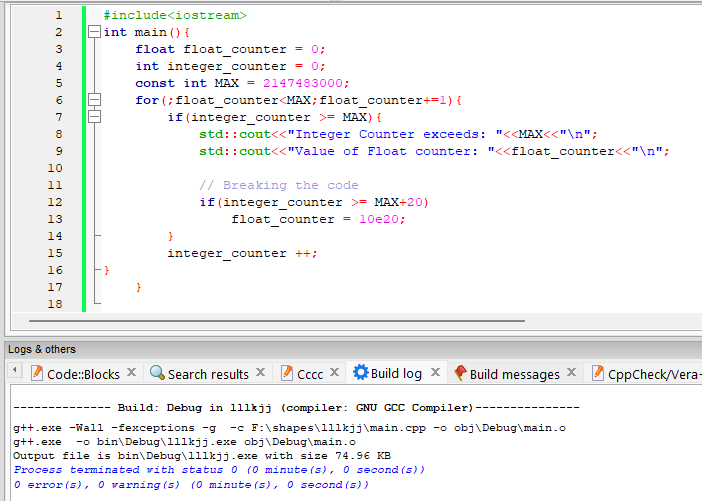 1 #include<iostream>
2 int main(){
3 float float_counter = 0;
4 int integer_counter = 0;
5 const int MAX = 2147483000;
6 for(;float_counter<MAX;float_counter+=1){
7 if(integer_counter >= MAX){
8 std::cout<<"Integer Counter exceeds: "<<MAX<<"\n";
9 std::cout<<"Value of Float counter: "<<float_counter<<"\n";
10
11 // Breaking the code
12 if(integer_counter >= MAX+20)
13 float_counter = 10e20;
14 }
15 integer_counter ++;
16 }
17 }
18
Logs & others
Code::Blocks Search results Cccc Build log Build messages CppCheck/Vera-
-------------- Build: Debug in lllkjj (compiler: GNU GCC Compiler)---------------
g++.exe -Wall -fexceptions -g -c F:\shapes\lllkjj\main.cpp -o obj\Debug\main.o
g++.exe -o bin\Debug\lllkjj.exe obj\Debug\main.o
Output file is bin\Debug\lllkjj.exe with size 74.96 KB
Process terminated with status 0 (0 minute(s), 0 second(s))
0 error(s), 0 warning(s) (0 minute(s), 0 second(s))